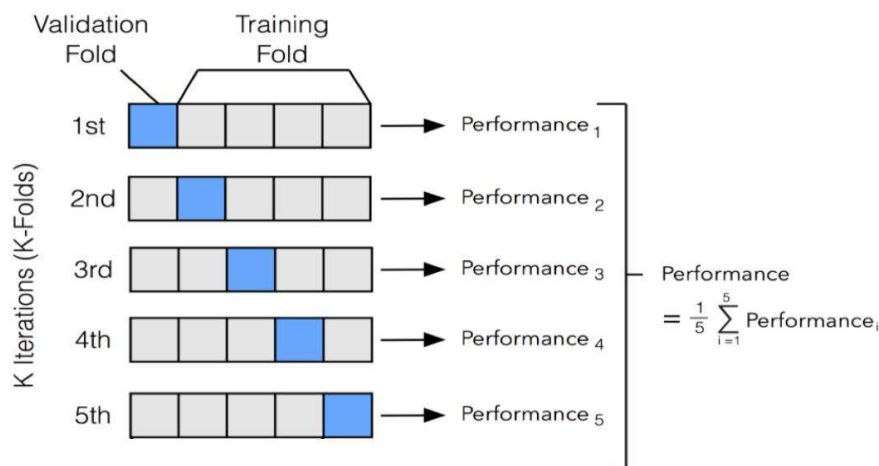 Validation
Fold
Training
Fold
K Iterations (K-Folds)
1st
Performance 1
2nd
Performance 2
3rd
Performance 3
4th
Performance 4
5th
Performance 5
Performance
= 1/5 5∑i=1 Performancei